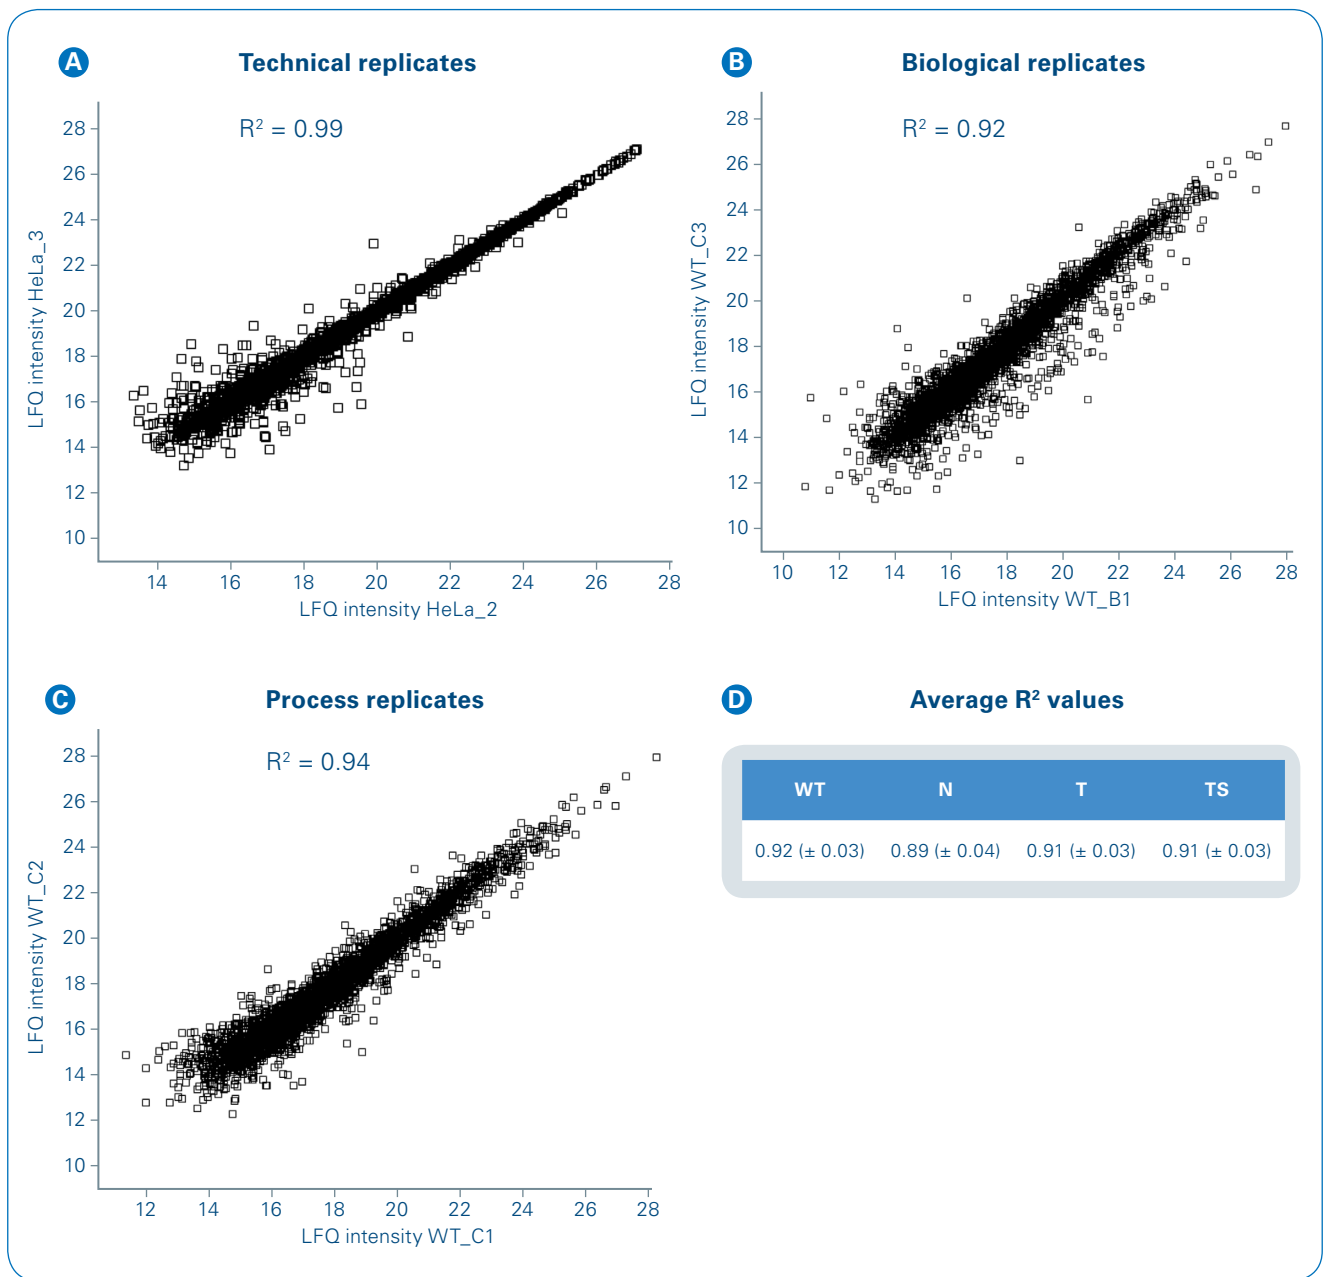 A
Technical replicates
R² = 0.99
LFQ intensity HeLa_3
28
26
24
22
20
18
16
14
12
10
14 16 18 20 22 24 26 28
LFQ intensity HeLa_2
B
Biological replicates
R² = 0.92
LFQ intensity WT_C3
28
26
24
22
20
18
16
14
12
10
10 12 14 16 18 20 22 24 26 28
LFQ intensity WT_B1
C
Process replicates
R² = 0.94
LFQ intensity WT_C2
28
26
24
22
20
18
16
14
12
10
12 14 16 18 20 22 24 26 28
LFQ intensity WT_C1
D
Average R² values
WT N T TS
0.92 (± 0.03) 0.89 (± 0.04) 0.91 (± 0.03) 0.91 (± 0.03)